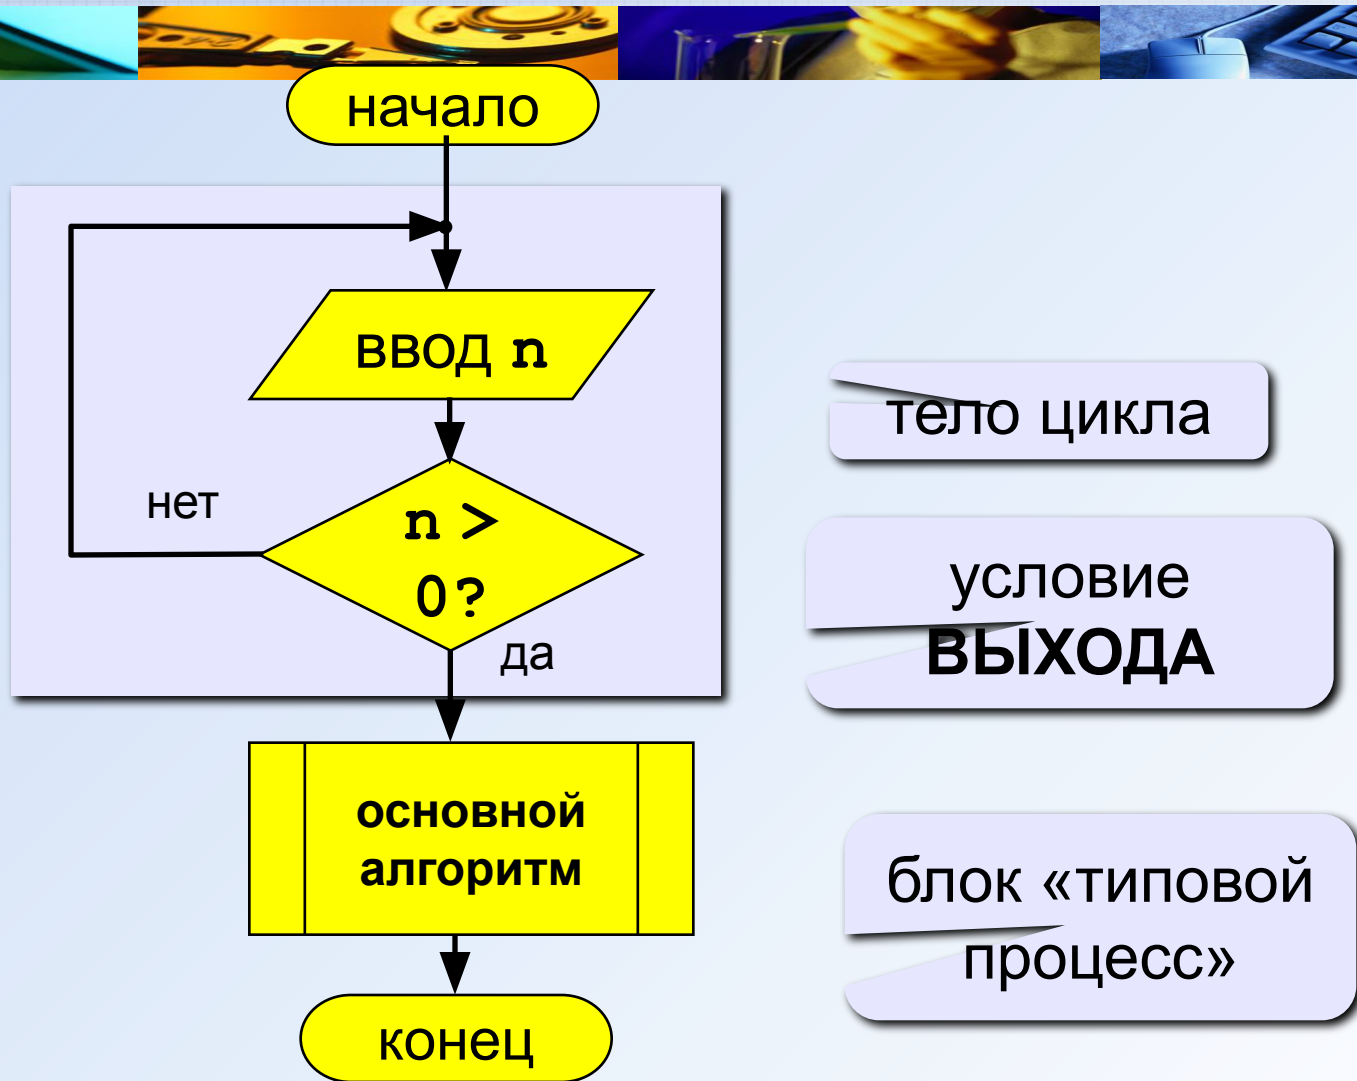 начало
ввод n
нет
n >
0?
да
основной
алгоритм
конец
тело цикла
условие
ВЫХОДА
блок «типовой
процесс»